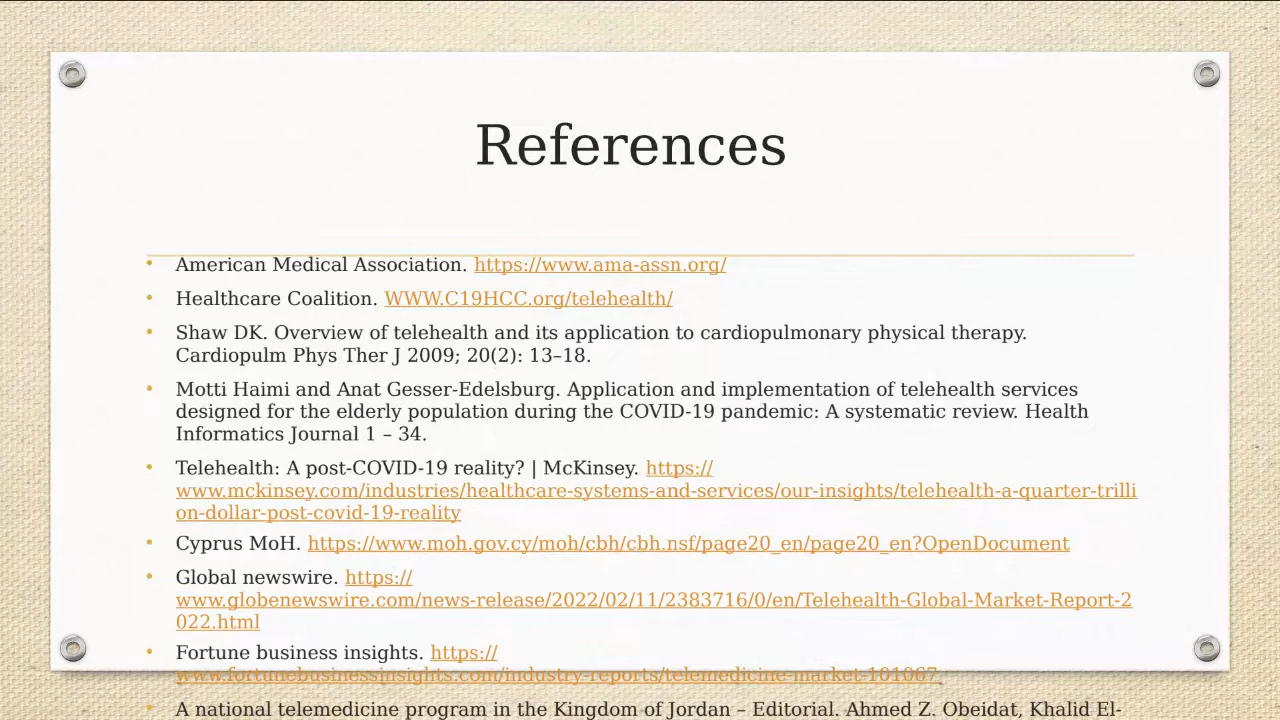 References
• American Medical Association. https://www.ama-assn.org/
• Healthcare Coalition. WWW.C19HCC.org/telehealth/
• Shaw DK. Overview of telehealth and its application to cardiopulmonary physical therapy.
Cardiopulm Phys Ther J 2009; 20(2): 13–18.
• Motti Haimi and Anat Gesser-Edelsburg. Application and implementation of telehealth services
designed for the elderly population during the COVID-19 pandemic: A systematic review. Health
Informatics Journal 1 – 34.
• Telehealth: A post-COVID-19 reality? | McKinsey. https://
www.mckinsey.com/industries/healthcare-systems-and-services/our-insights/telehealth-a-quarter-trilli
on-dollar-post-covid-19-reality
• Cyprus MoH. https://www.moh.gov.cy/moh/cbh/cbh.nsf/page20_en/page20_en?OpenDocument
• Global newswire. https://
www.globenewswire.com/news-release/2022/02/11/2383716/0/en/Telehealth-Global-Market-Report-2
022.html
• Fortune business insights. https://
www.fortunebusinessinsights.com/industry-reports/telemedicine-market-101067
• A national telemedicine program in the Kingdom of Jordan – Editorial. Ahmed Z. Obeidat, Khalid El-